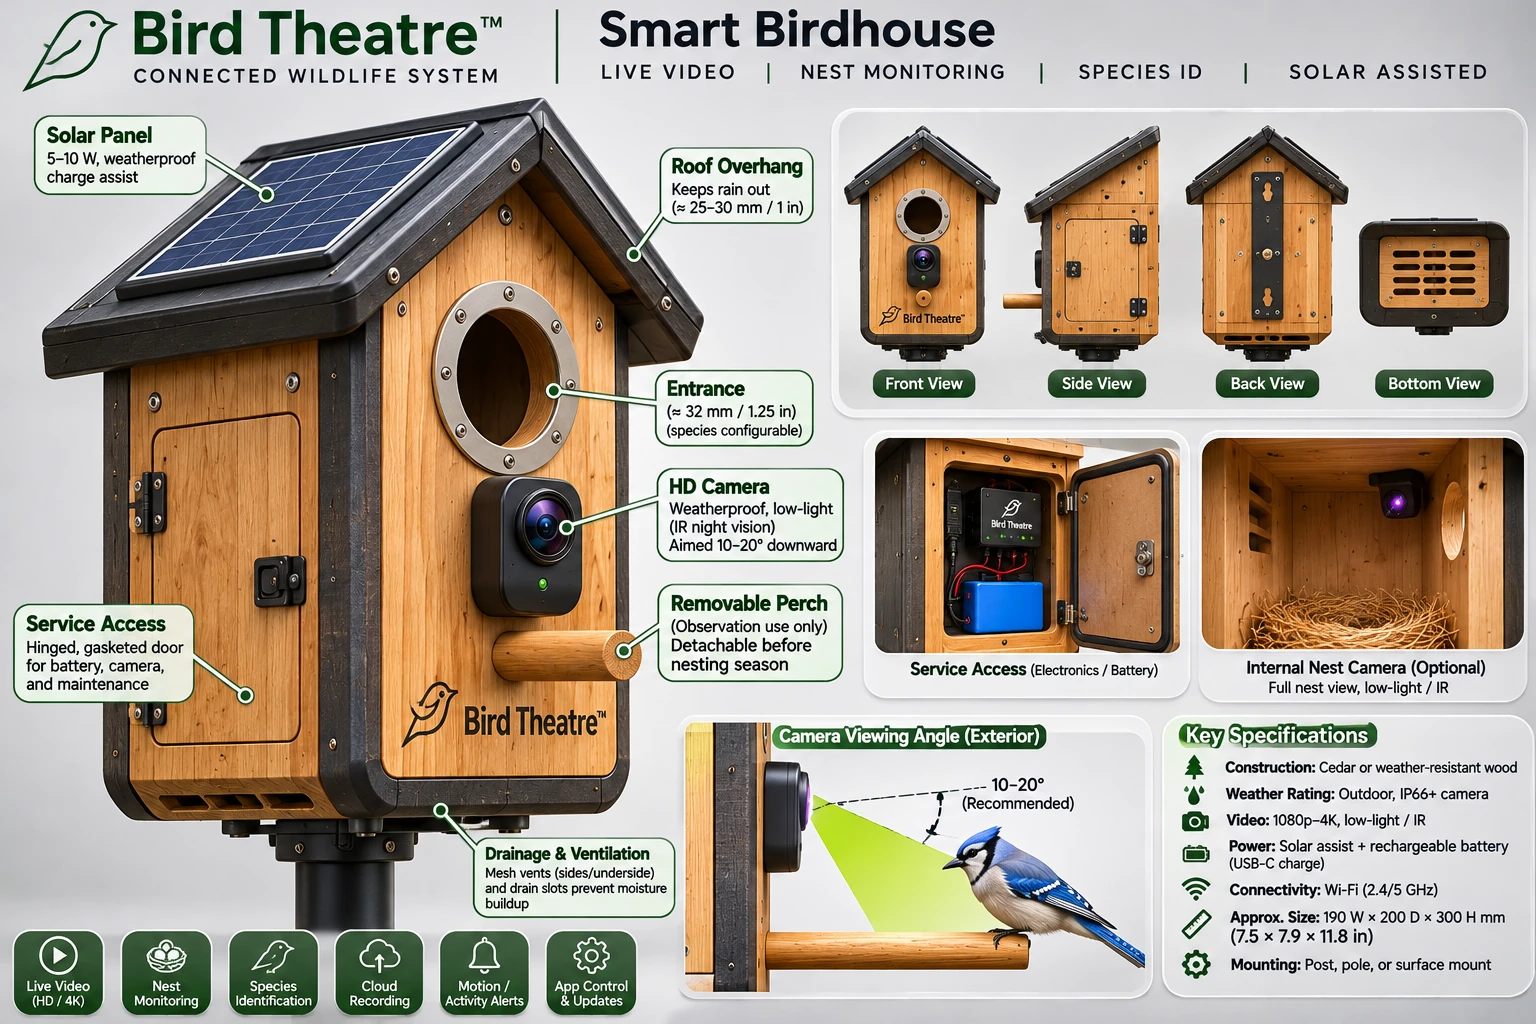 Bird Theatre™
CONNECTED WILDLIFE SYSTEM
Smart Birdhouse
LIVE VIDEO | NEST MONITORING | SPECIES ID | SOLAR ASSISTED
Solar Panel
5–10 W, weatherproof
charge assist
Roof Overhang
Keeps rain out
(≈ 25–30 mm / 1 in)
Entrance
(≈ 32 mm / 1.25 in)
(species configurable)
HD Camera
Weatherproof, low-light
(IR night vision)
Aimed 10–20° downward
Removable Perch
(Observation use only)
Detachable before
nesting season
Service Access
Hinged, gasketed door
for battery, camera,
and maintenance
Bird Theatre™
Drainage & Ventilation
Mesh vents (sides/underside)
and drain slots prevent moisture
buildup
Live Video
(HD / 4K)
Nest
Monitoring
Species
Identification
Cloud
Recording
Motion /
Activity Alerts
App Control
& Updates
Bird Theatre™
Front View
Side View
Back View
Bottom View
Bird Theatre
Service Access (Electronics / Battery)
Internal Nest Camera (Optional)
Full nest view, low-light / IR
Camera Viewing Angle (Exterior)
10–20°
(Recommended)
Key Specifications
Construction: Cedar or weather-resistant wood
Weather Rating: Outdoor, IP66+ camera
Video: 1080p–4K, low-light / IR
Power: Solar assist + rechargeable battery
(USB-C charge)
Connectivity: Wi-Fi (2.4/5 GHz)
Approx. Size: 190 W × 200 D × 300 H mm
(7.5 × 7.9 × 11.8 in)
Mounting: Post, pole, or surface mount